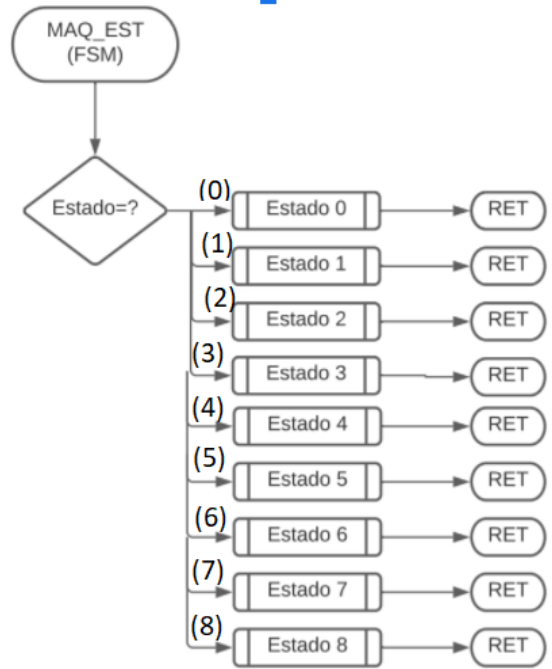 MAQ_EST
(FSM)
Estado=?
(0) Estado 0 RET
(1) Estado 1 RET
(2) Estado 2 RET
(3) Estado 3 RET
(4) Estado 4 RET
(5) Estado 5 RET
(6) Estado 6 RET
(7) Estado 7 RET
(8) Estado 8 RET